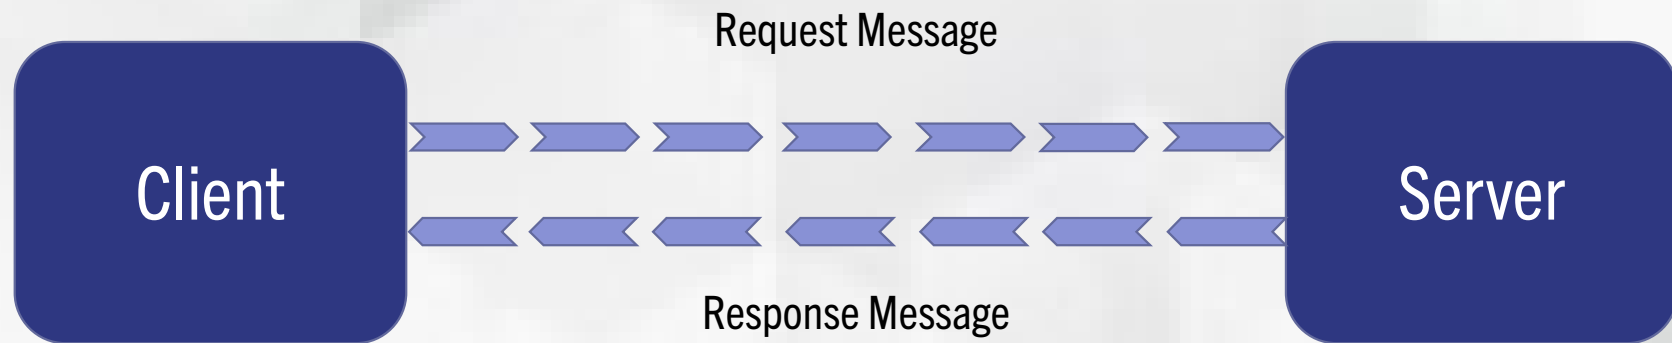 Request Message
Client
Server
Response Message